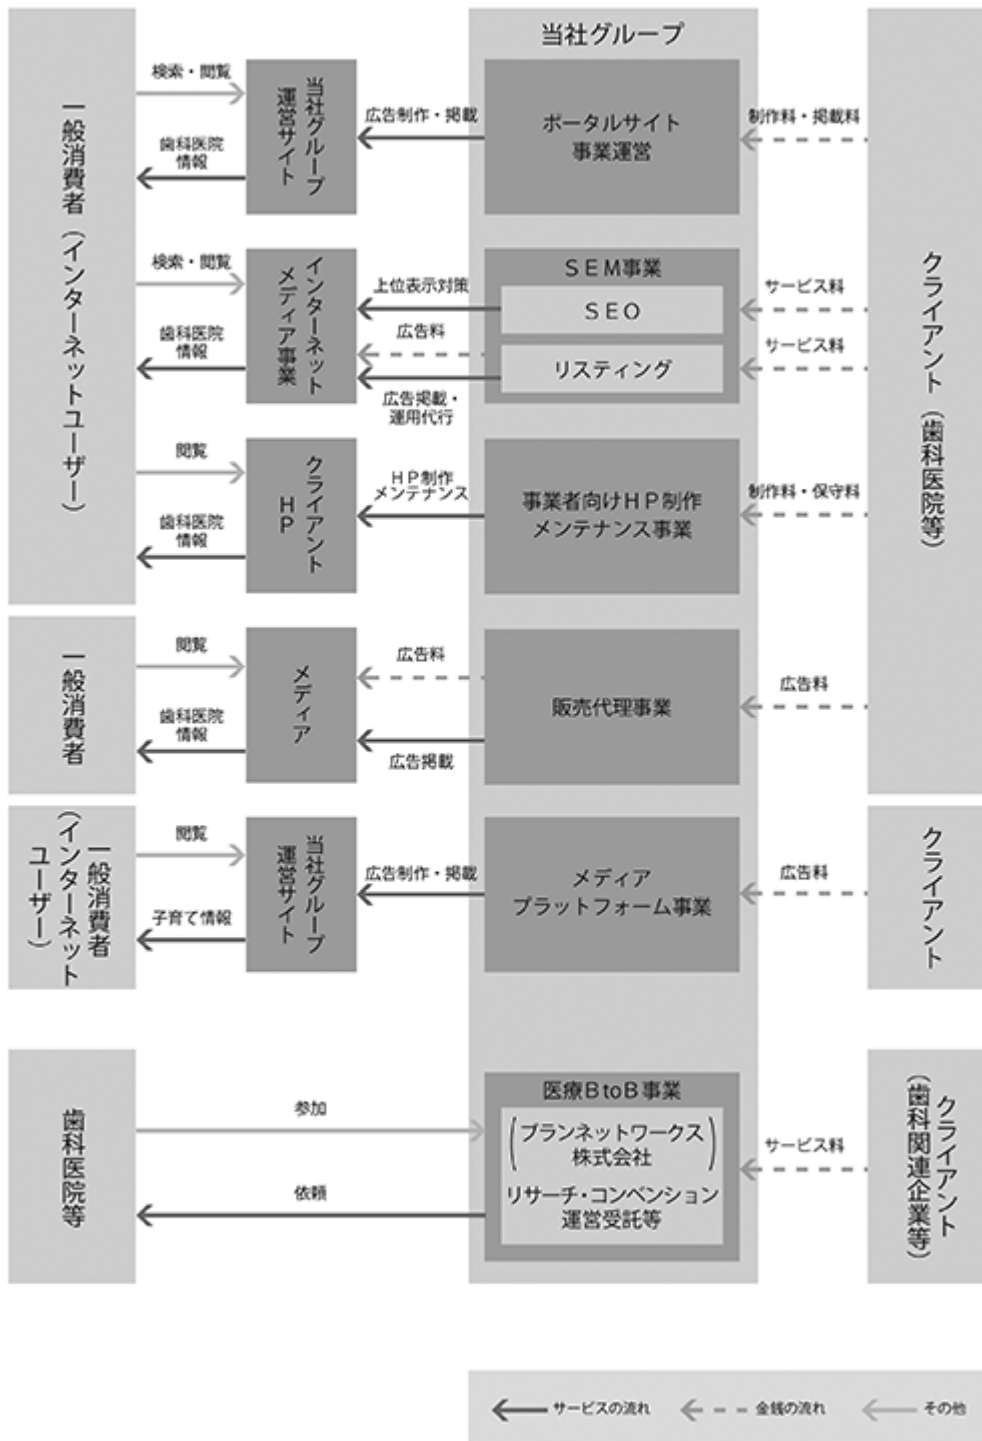 当社グループ
一般消費者（インターネットユーザー）
検索・閲覧
歯科医院
情報
当社グループ
運営サイト
広告制作・掲載
ポータルサイト
事業運営
制作料・掲載料
クライアント（歯科医院等）
検索・閲覧
歯科医院
情報
インターネット
メディア事業
上位表示対策
広告料
広告掲載・
運用代行
ＳＥＭ事業
ＳＥＯ
リスティング
サービス料
サービス料
閲覧
歯科医院
情報
クライアント
ＨＰ
ＨＰ制作
メンテナンス
事業者向けＨＰ制作
メンテナンス事業
制作料・保守料
一般消費者
閲覧
歯科医院
情報
メディア
広告料
広告掲載
販売代理事業
広告料
一般消費者
（インターネット
ユーザー）
閲覧
子育て情報
当社グループ
運営サイト
広告制作・掲載
メディア
プラットフォーム事業
広告料
クライアント
歯科医院等
参加
依頼
医療BtoB事業
（ブランネットワークス
株式会社）
リサーチ・コンベンション
運営受託等
サービス料
クライアント
（歯科関連企業等）
サービスの流れ
金銭の流れ
その他